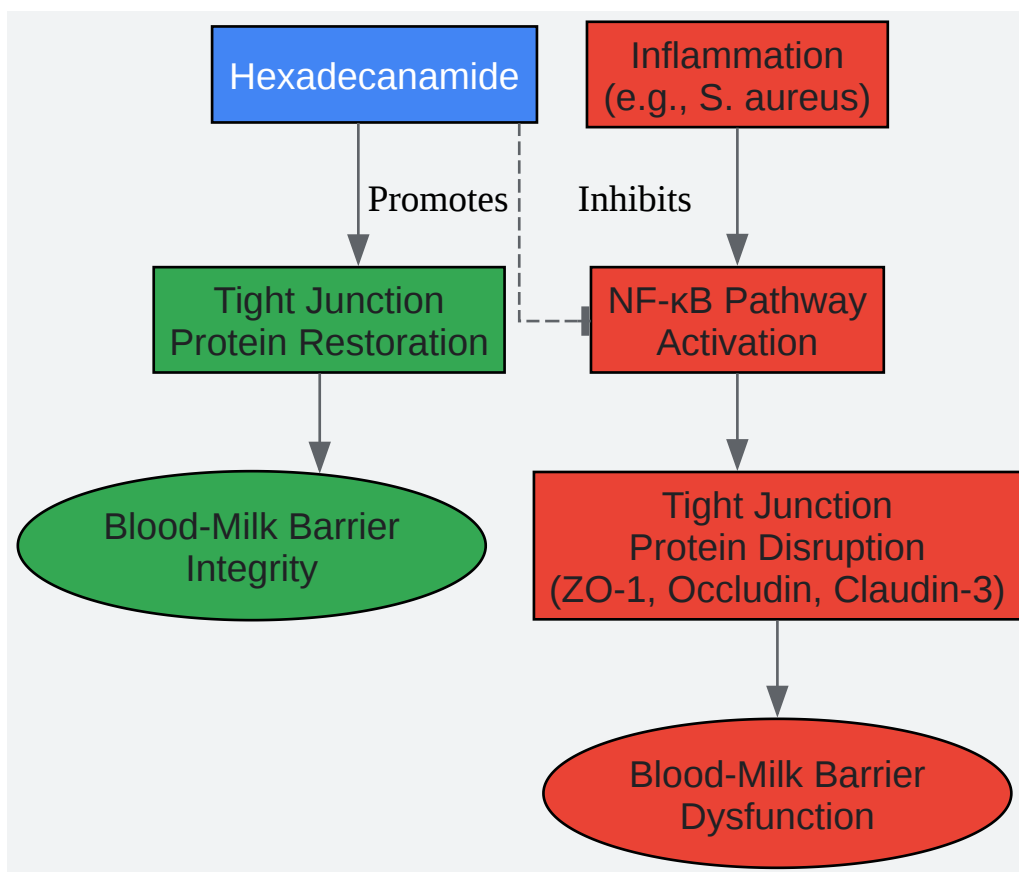 Hexadecanamide
Inflammation
(e.g., S. aureus)
Promotes
Inhibits
Tight Junction
Protein Restoration
NF-κB Pathway
Activation
Blood-Milk Barrier
Integrity
Tight Junction
Protein Disruption
(ZO-1, Occludin, Claudin-3)
Blood-Milk Barrier
Dysfunction